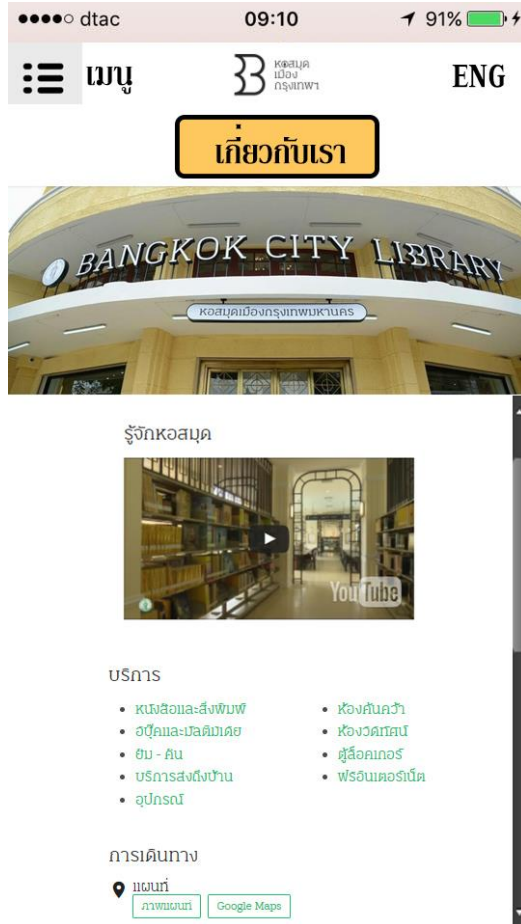 dtac 09:10 91%
เมนู
หอสมุด
เมือง
กรุงเทพฯ
ENG
เกี่ยวกับเรา
BANGKOK CITY LIBRARY
หอสมุดเมืองกรุงเทพมหานคร
รู้จักหอสมุด
YouTube
บริการ
หนังสือและสิ่งพิมพ์
อีบุ๊คและมัลติมีเดีย
ยืม - คืน
บริการส่งถึงบ้าน
อุปกรณ์
ห้องค้นคว้า
ห้องวีดิทัศน์
ตู้ล็อคเกอร์
ฟรีอินเตอร์เน็ต
การเดินทาง
แผนที่
ภาพแผนที่ Google Maps